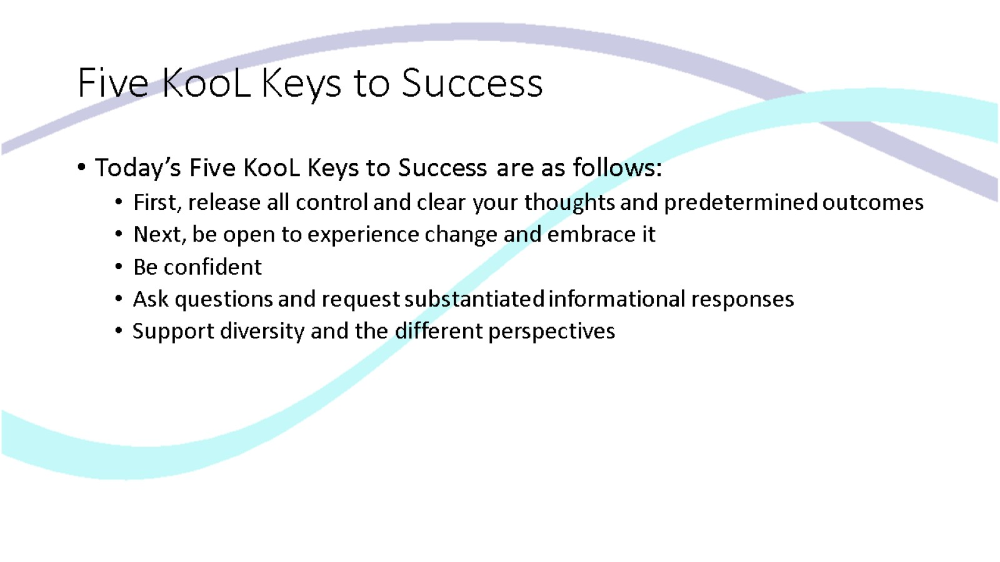 Five KooL Keys to Success
• Today’s Five KooL Keys to Success are as follows:
• First, release all control and clear your thoughts and predetermined outcomes
• Next, be open to experience change and embrace it
• Be confident
• Ask questions and request substantiated informational responses
• Support diversity and the different perspectives